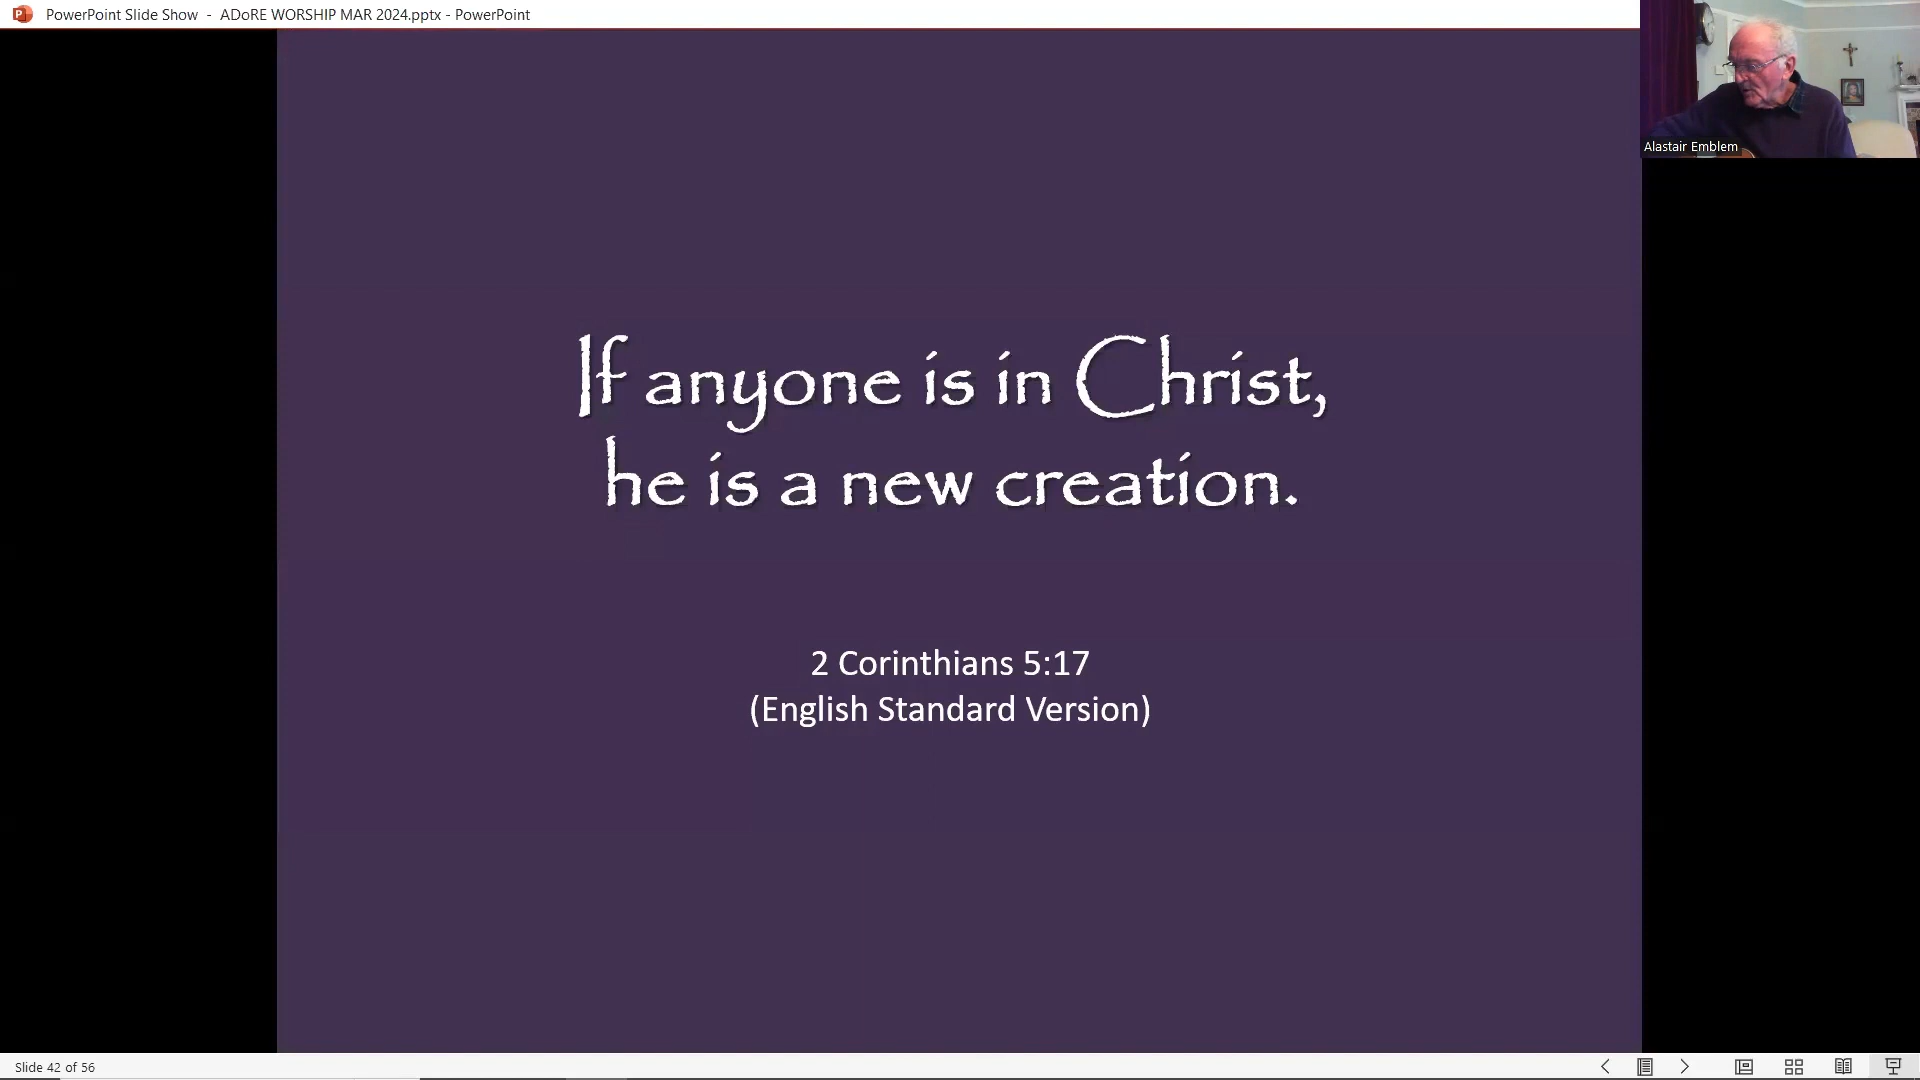 PowerPoint Slide Show - ADoRE WORSHIP MAR 2024.pptx - PowerPoint
Alastair Emblem
If anyone is in Christ,
he is a new creation.
2 Corinthians 5:17
(English Standard Version)
Slide 42 of 56